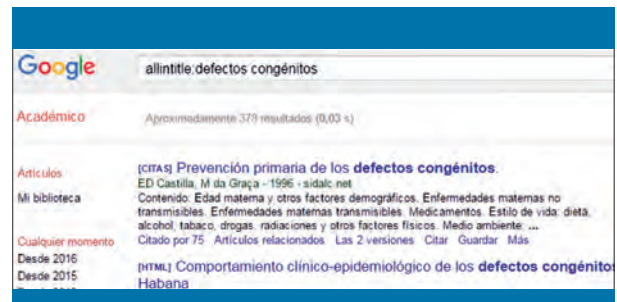 Google
allintitle:defectos congénitos
Académico
Aproximadamente 378 resultados (0,03 s)
Artículos
Mi biblioteca
Cualquier momento
Desde 2016
Desde 2015
[CITAS] Prevención primaria de los defectos congénitos.
ED Castilla, M da Graça - 1996 - sidalc.net
Contenido: Edad materna y otros factores demográficos. Enfermedades maternas no
transmisibles. Enfermedades maternas transmisibles. Medicamentos. Estilo de vida: dieta,
alcohol, tabaco, drogas, radiaciones y otros factores físicos. Medio ambiente: ...
Citado por 75 Artículos relacionados Las 2 versiones Citar Guardar Más
[HTML] Comportamiento clínico-epidemiológico de los defectos congénitos
Habana